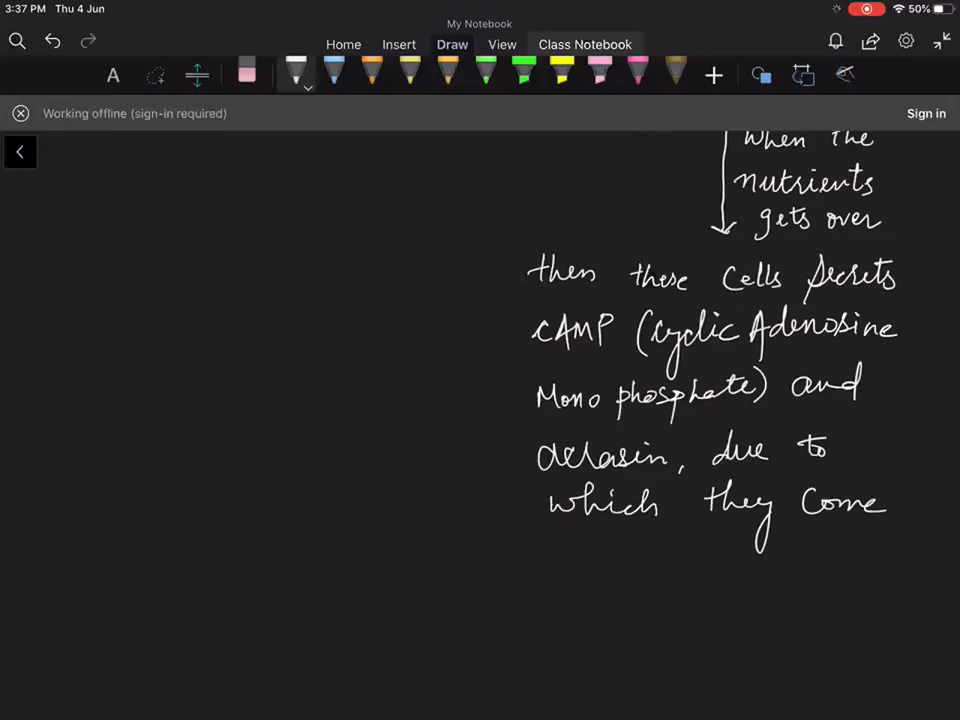 3:37 PM Thu 4 Jun
50%
My Notebook
Home Insert Draw View Class Notebook
A
Working offline (sign-in required) Sign in
when the
nutrients
gets over
then these Cells Secrets
CAMP (Cyclic Adenosine
Mono phosphate) and
acrasin, due to
which they Come